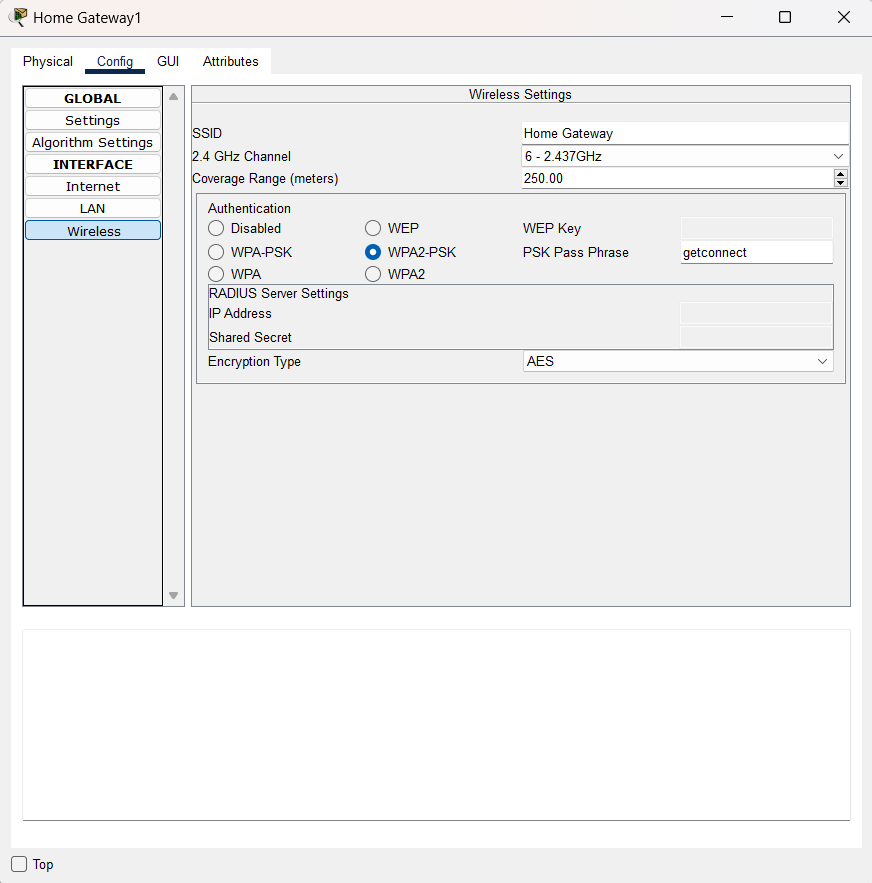 Home Gateway1
Physical Config GUI Attributes
GLOBAL
Settings
Algorithm Settings
INTERFACE
Internet
LAN
Wireless
Wireless Settings
SSID Home Gateway
2.4 GHz Channel 6 - 2.437GHz
Coverage Range (meters) 250.00
Authentication
Disabled WEP WEP Key
WPA-PSK WPA2-PSK PSK Pass Phrase getconnect
WPA WPA2
RADIUS Server Settings
IP Address
Shared Secret
Encryption Type AES
Top